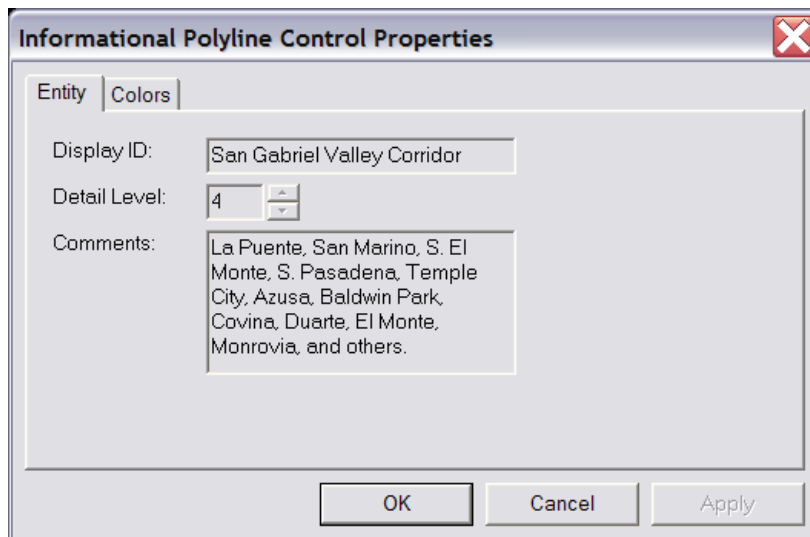 Informational Polyline Control Properties
Entity
Colors
Display ID:
San Gabriel Valley Corridor
Detail Level:
4
Comments:
La Puente, San Marino, S. El
Monte, S. Pasadena, Temple
City, Azusa, Baldwin Park,
Covina, Duarte, El Monte,
Monrovia, and others.
OK
Cancel
Apply